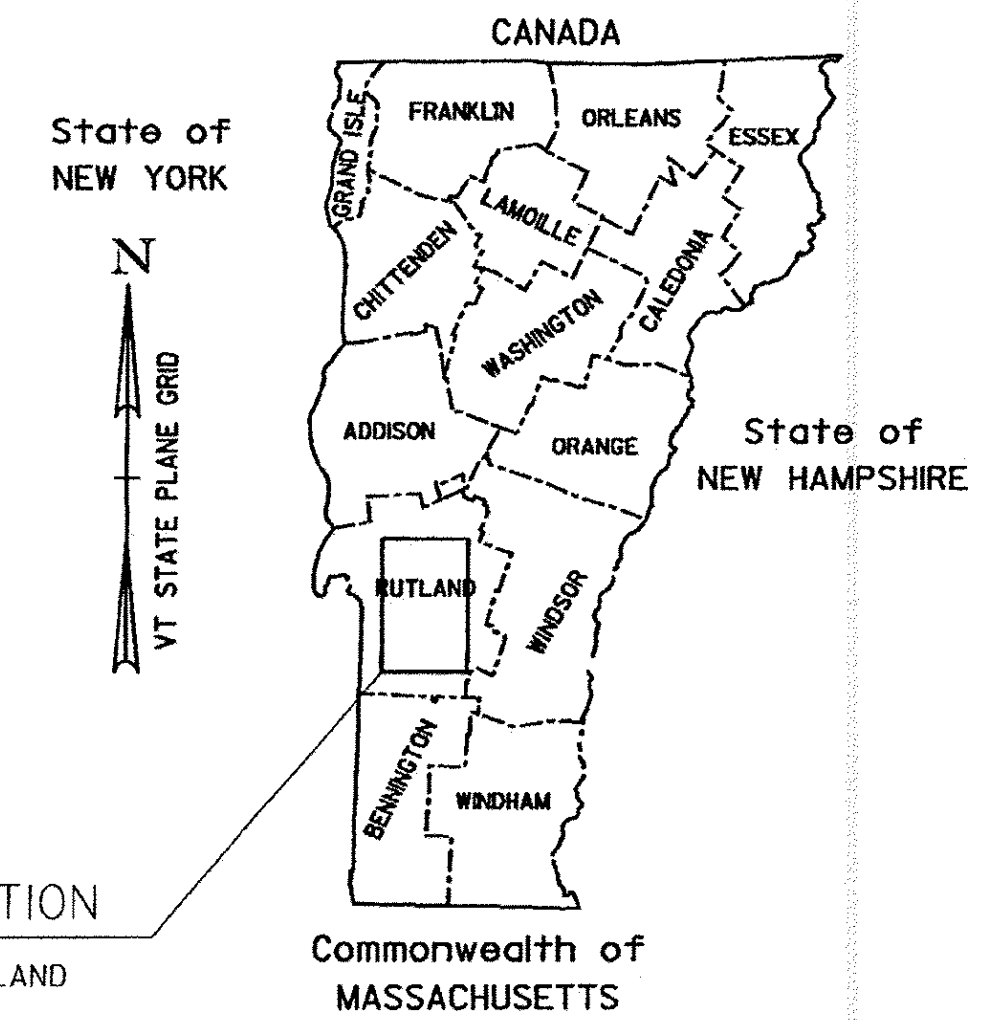 CANADA
State of
NEW YORK
GRAND ISLE
FRANKLIN
ORLEANS
ESSEX
LAMOILLE
CHITTENDEN
CALEDONIA
WASHINGTON
N
VT STATE PLANE GRID
ADDISON
ORANGE
State of
NEW HAMPSHIRE
RUTLAND
WINDSOR
BENNINGTON
WINDHAM
TION
LAND
Commonwealth of
MASSACHUSETTS